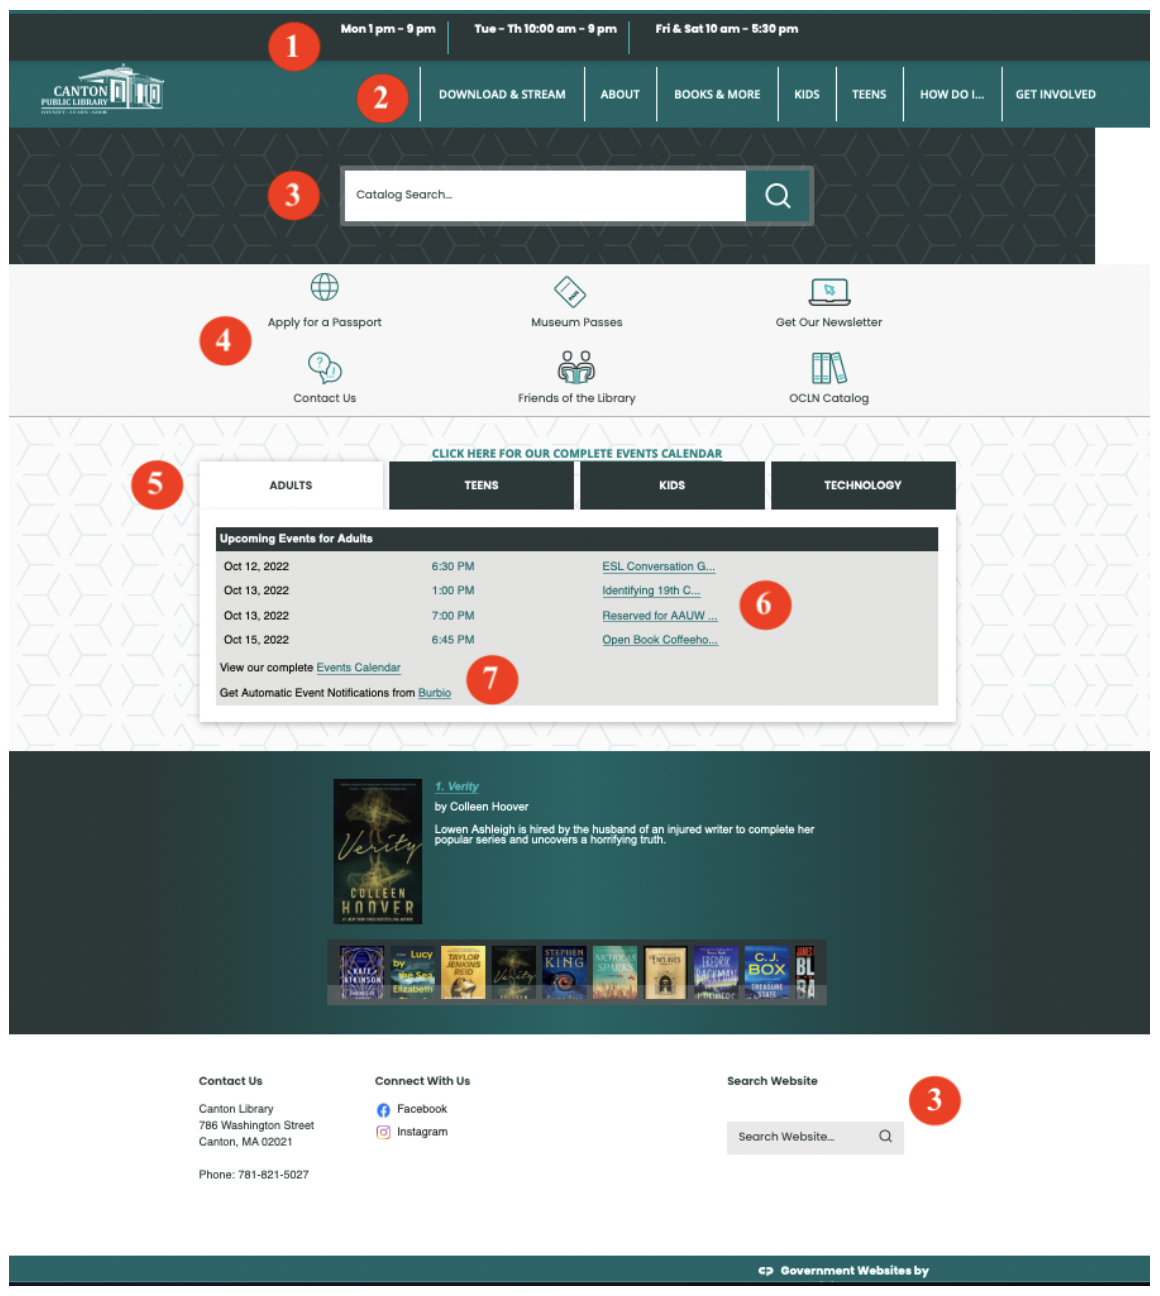 Mon 1 pm - 9 pm
Tue - Th 10:00 am - 9 pm
Fri & Sat 10 am - 5:30 pm
1
CANTON
PUBLIC LIBRARY
2
DOWNLOAD & STREAM
ABOUT
BOOKS & MORE
KIDS
TEENS
HOW DO I...
GET INVOLVED
3
Catalog Search...
Apply for a Passport
Museum Passes
Get Our Newsletter
4
Contact Us
Friends of the Library
OCLN Catalog
CLICK HERE FOR OUR COMPLETE EVENTS CALENDAR
5
ADULTS
TEENS
KIDS
TECHNOLOGY
Upcoming Events for Adults
Oct 12, 2022 6:30 PM ESL Conversation G...
Oct 13, 2022 1:00 PM Identifying 19th C...
6
Oct 13, 2022 7:00 PM Reserved for AAUW ...
Oct 15, 2022 6:45 PM Open Book Coffeeho...
View our complete Events Calendar
7
Get Automatic Event Notifications from Burbio
1. Verity
by Colleen Hoover
Lowen Ashleigh is hired by the husband of an injured writer to complete her
popular series and uncovers a horrifying truth.
Verity
COLLEEN
HOOVER
KATE
ATKINSON
Lucy
by
the Sea
Elizabeth
TAYLOR
JENKINS
REID
Verity
STEPHEN
KING
NICHOLAS
SPARKS
FREDRIK
BACKMAN
C.J.
BOX
TREASURE
STATE
BL
BA
Contact Us
Canton Library
786 Washington Street
Canton, MA 02021
Phone: 781-821-5027
Connect With Us
Facebook
Instagram
Search Website
3
Search Website...
Government Websites by